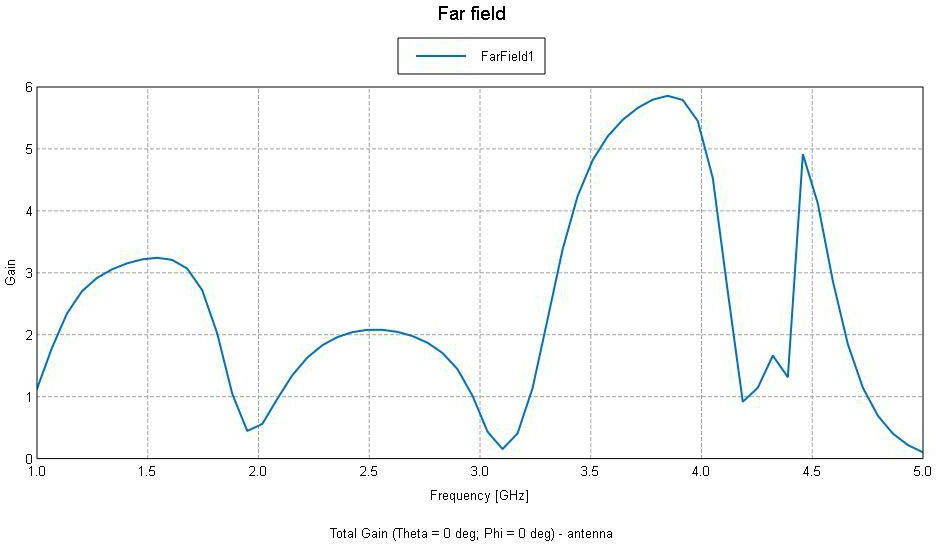 Far field
FarField1
6
5
4
3
2
1
0
Gain
1.0 1.5 2.0 2.5 3.0 3.5 4.0 4.5 5.0
Frequency [GHz]
Total Gain (Theta = 0 deg; Phi = 0 deg) - antenna